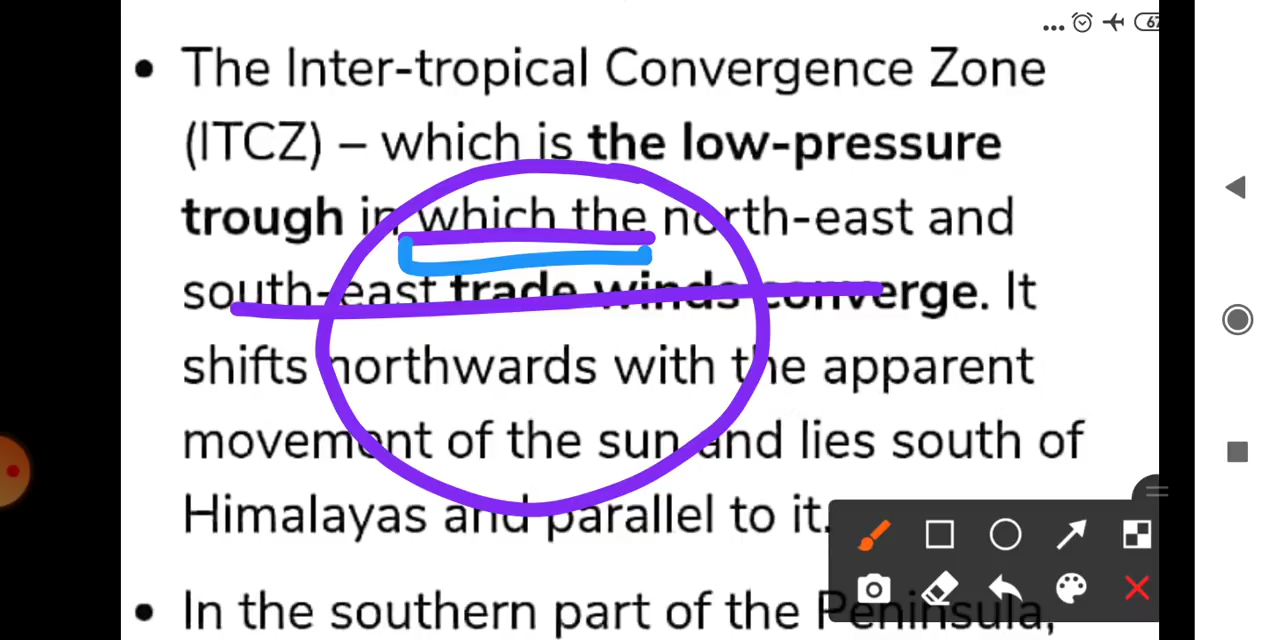 67
• The Inter-tropical Convergence Zone
(ITCZ) – which is the low-pressure
trough in which the north-east and
south-east trade winds converge. It
shifts northwards with the apparent
movement of the sun and lies south of
Himalayas and parallel to it.
• In the southern part of the Peninsula,